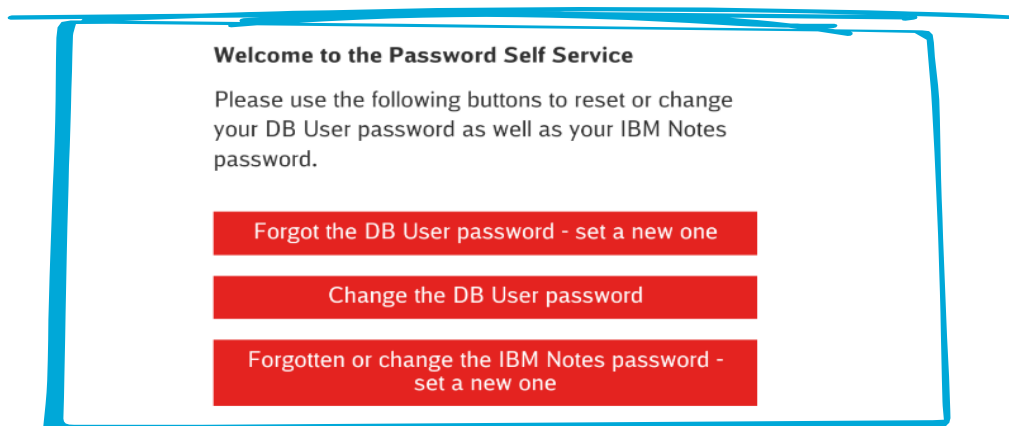 Welcome to the Password Self Service
Please use the following buttons to reset or change
your DB User password as well as your IBM Notes
password.
Forgot the DB User password - set a new one
Change the DB User password
Forgotten or change the IBM Notes password -
set a new one